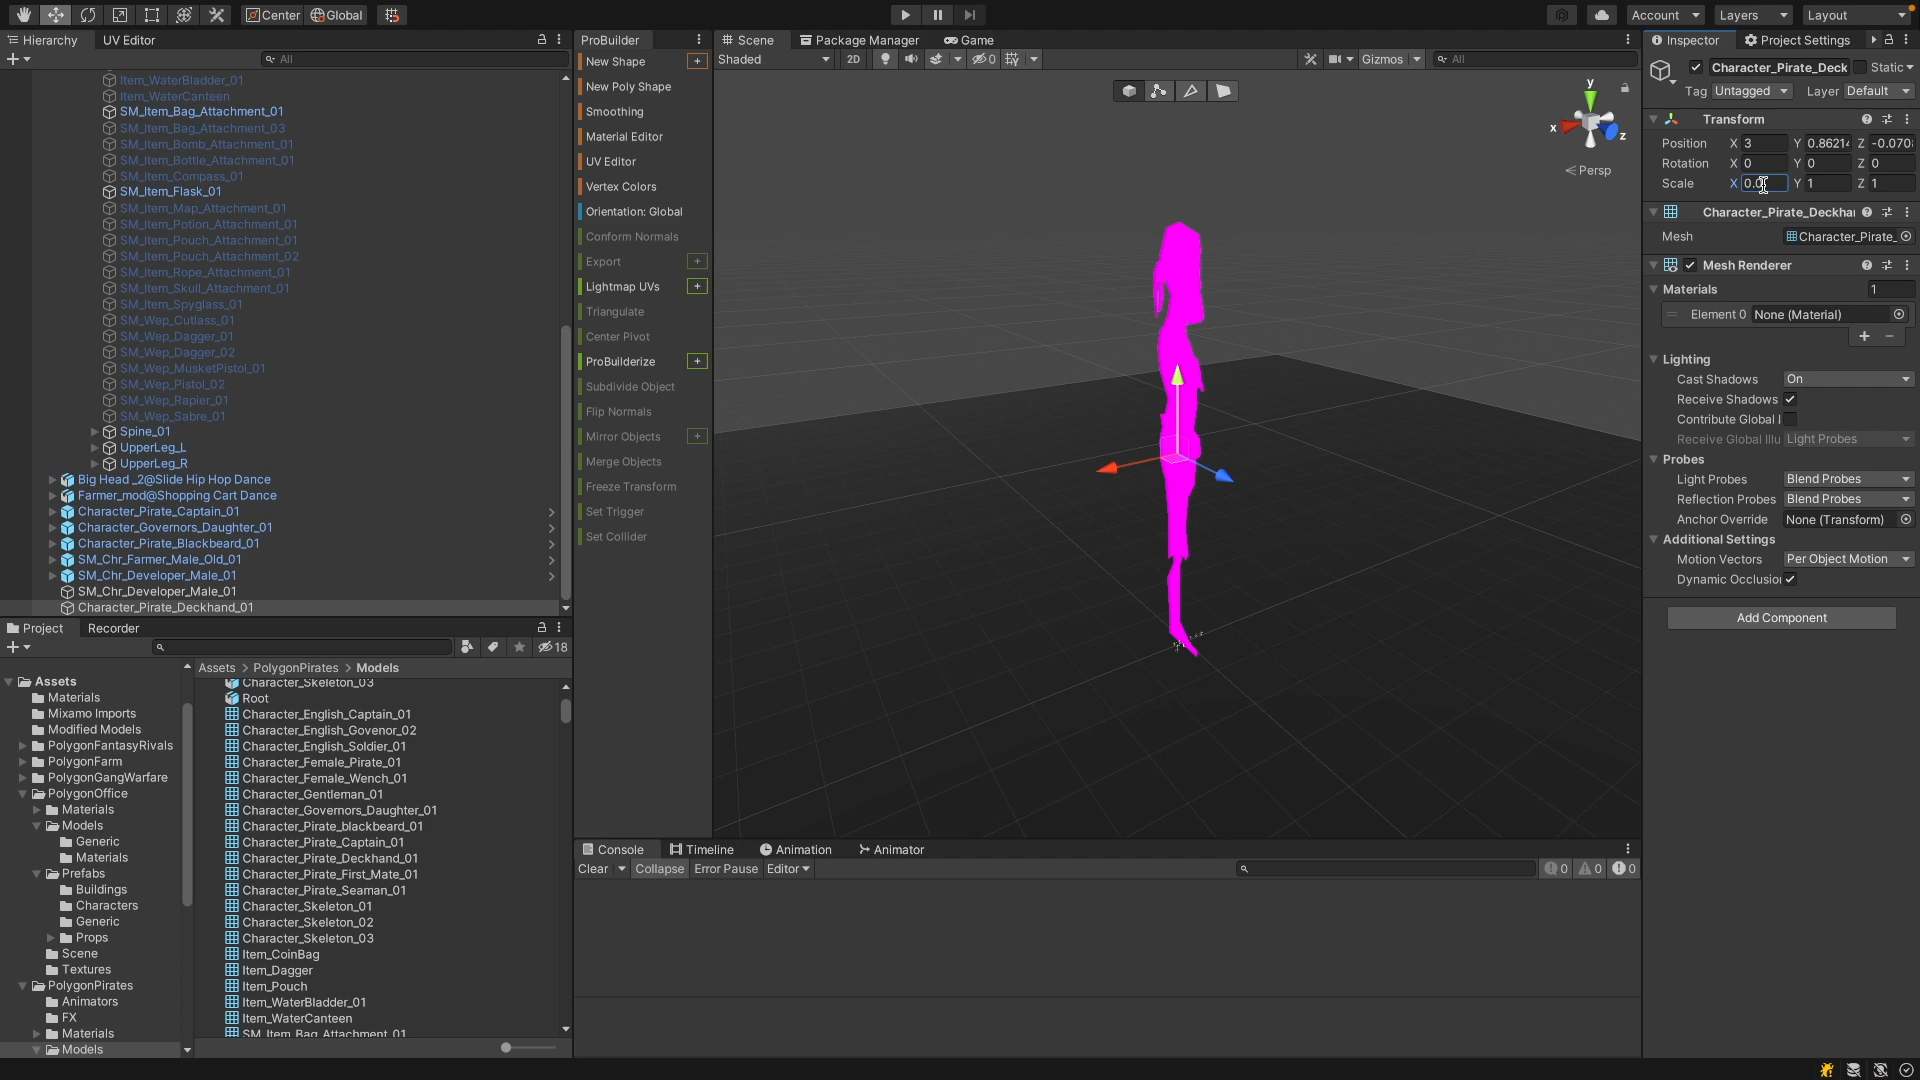 Center
Global
Account
Layers
Layout
Hierarchy
UV Editor
All
Item_WaterBladder_01
Item_WaterCanteen
SM_Item_Bag_Attachment_01
SM_Item_Bag_Attachment_03
SM_Item_Bomb_Attachment_01
SM_Item_Bottle_Attachment_01
SM_Item_Compass_01
SM_Item_Flask_01
SM_Item_Map_Attachment_01
SM_Item_Potion_Attachment_01
SM_Item_Pouch_Attachment_01
SM_Item_Pouch_Attachment_02
SM_Item_Rope_Attachment_01
SM_Item_Skull_Attachment_01
SM_Item_Spyglass_01
SM_Wep_Cutlass_01
SM_Wep_Dagger_01
SM_Wep_Dagger_02
SM_Wep_MusketPistol_01
SM_Wep_Pistol_02
SM_Wep_Rapier_01
SM_Wep_Sabre_01
Spine_01
UpperLeg_L
UpperLeg_R
Big Head _2@Slide Hip Hop Dance
Farmer_mod@Shopping Cart Dance
Character_Pirate_Captain_01
Character_Governors_Daughter_01
Character_Pirate_Blackbeard_01
SM_Chr_Farmer_Male_Old_01
SM_Chr_Developer_Male_01
SM_Chr_Developer_Male_01
Character_Pirate_Deckhand_01
Project
Recorder
18
Assets
Materials
Mixamo Imports
Modified Models
PolygonFantasyRivals
PolygonFarm
PolygonGangWarfare
PolygonOffice
Materials
Models
Generic
Materials
Prefabs
Buildings
Characters
Generic
Props
Scene
Textures
PolygonPirates
Animators
FX
Materials
Models
Assets > PolygonPirates > Models
Character_Skeleton_03
Root
Character_English_Captain_01
Character_English_Govenor_02
Character_English_Soldier_01
Character_Female_Pirate_01
Character_Female_Wench_01
Character_Gentleman_01
Character_Governors_Daughter_01
Character_Pirate_blackbeard_01
Character_Pirate_Captain_01
Character_Pirate_Deckhand_01
Character_Pirate_First_Mate_01
Character_Pirate_Seaman_01
Character_Skeleton_01
Character_Skeleton_02
Character_Skeleton_03
Item_CoinBag
Item_Dagger
Item_Pouch
Item_WaterBladder_01
Item_WaterCanteen
SM_Item_Bag_Attachment_01
ProBuilder
New Shape +
New Poly Shape
Smoothing
Material Editor
UV Editor
Vertex Colors
Orientation: Global
Conform Normals
Export +
Lightmap UVs +
Triangulate
Center Pivot
ProBuilderize +
Subdivide Object
Flip Normals
Mirror Objects +
Merge Objects
Freeze Transform
Set Trigger
Set Collider
Scene
Package Manager
Game
Shaded
2D
0
Gizmos
All
y
x
z
Persp
Console
Timeline
Animation
Animator
Clear
Collapse
Error Pause
Editor
0
0
0
Inspector
Project Settings
Character_Pirate_Deck
Static
Tag Untagged
Layer Default
Transform
Position X 3 Y 0.8621 Z -0.070
Rotation X 0 Y 0 Z 0
Scale X 0.0 Y 1 Z 1
Character_Pirate_Deckha
Mesh Character_Pirate_
Mesh Renderer
Materials 1
Element 0 None (Material)
+ −
Lighting
Cast Shadows On
Receive Shadows
Contribute Global I
Receive Global Illu Light Probes
Probes
Light Probes Blend Probes
Reflection Probes Blend Probes
Anchor Override None (Transform)
Additional Settings
Motion Vectors Per Object Motion
Dynamic Occlusio
Add Component